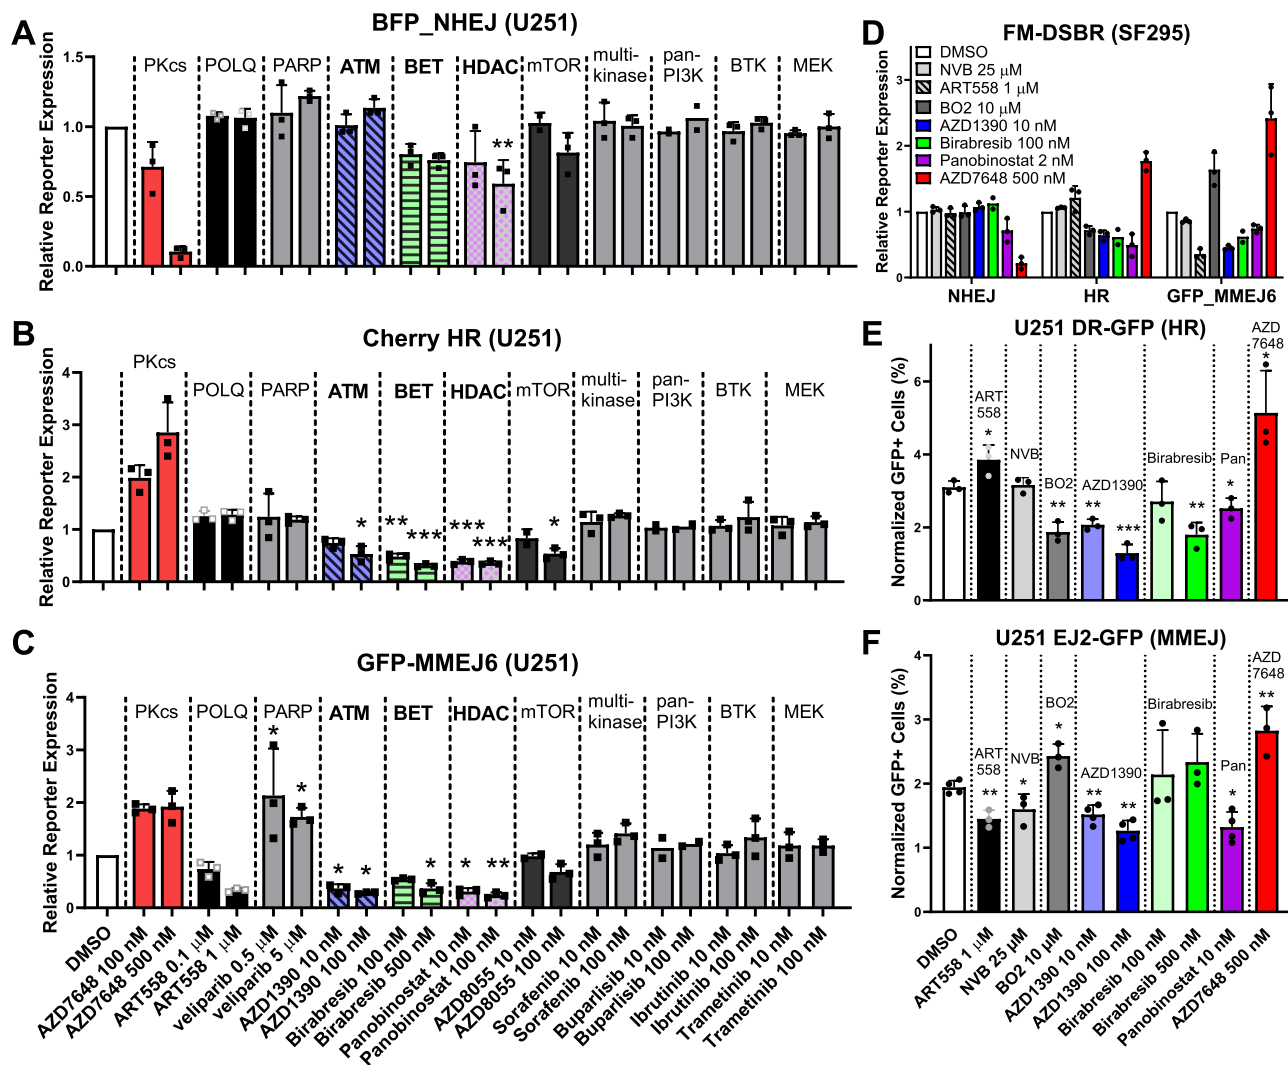 A
BFP_NHEJ (U251)
Relative Reporter Expression
1.5
1.0
0.5
0.0
PKcs
POLQ
PARP
ATM
BET
HDAC
mTOR
multi-
kinase
pan-
PI3K
BTK
MEK
**
B
Cherry HR (U251)
Relative Reporter Expression
4
3
2
1
0
PKcs
POLQ
PARP
ATM
BET
HDAC
mTOR
multi-
kinase
pan-
PI3K
BTK
MEK
*
**
***
***
***
*
C
GFP-MMEJ6 (U251)
Relative Reporter Expression
4
3
2
1
0
PKcs
POLQ
PARP
ATM
BET
HDAC
mTOR
multi-
kinase
pan-
PI3K
BTK
MEK
*
*
*
*
*
*
**
DMSO
AZD7648 100 nM
AZD7648 500 nM
ART558 0.1 μM
ART558 1 μM
veliparib 0.5 μM
veliparib 5 μM
AZD1390 10 nM
AZD1390 100 nM
Birabresib 100 nM
Birabresib 500 nM
Panobinostat 10 nM
Panobinostat 100 nM
AZD8055 10 nM
AZD8055 100 nM
Sorafenib 10 nM
Sorafenib 100 nM
Buparlisib 10 nM
Buparlisib 100 nM
Ibrutinib 10 nM
Ibrutinib 100 nM
Trametinib 10 nM
Trametinib 100 nM
D
FM-DSBR (SF295)
Relative Reporter Expression
3
2
1
0
DMSO
NVB 25 μM
ART558 1 μM
BO2 10 μM
AZD1390 10 nM
Birabresib 100 nM
Panobinostat 2 nM
AZD7648 500 nM
NHEJ
HR
GFP_MMEJ6
E
U251 DR-GFP (HR)
Normalized GFP+ Cells (%)
6
4
2
0
ART
558
*
NVB
BO2
**
AZD1390
**
***
Birabresib
**
Pan
*
AZD
7648
*
F
U251 EJ2-GFP (MMEJ)
Normalized GFP+ Cells (%)
4
3
2
1
0
ART
558
**
NVB
*
BO2
*
AZD1390
**
**
Birabresib
Pan
*
AZD
7648
**
DMSO
ART558 1 μM
NVB 25 μM
BO2 10 μM
AZD1390 10 nM
AZD1390 100 nM
Birabresib 100 nM
Birabresib 500 nM
Panobinostat 10 nM
AZD7648 500 nM